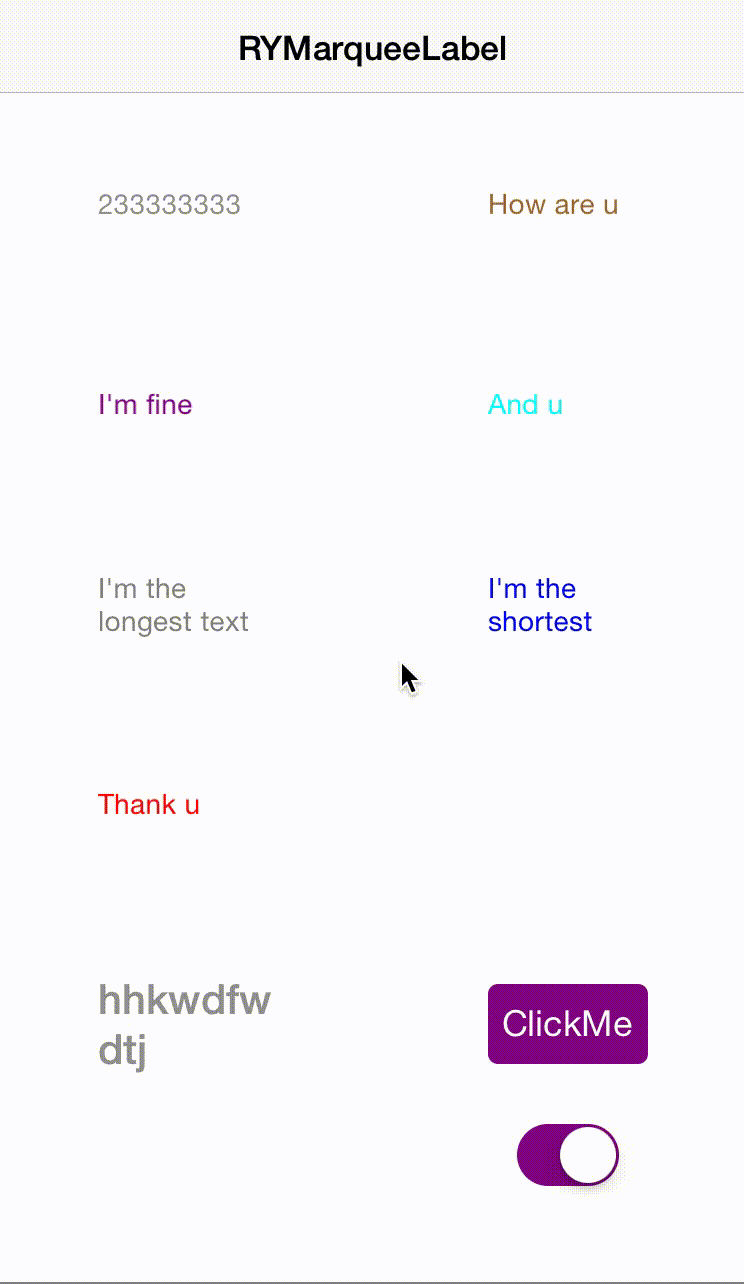 RYMarqueeLabel
233333333
How are u
I'm fine
And u
I'm the
longest text
I'm the
shortest
Thank u
hhkwdfw
dtj
ClickMe